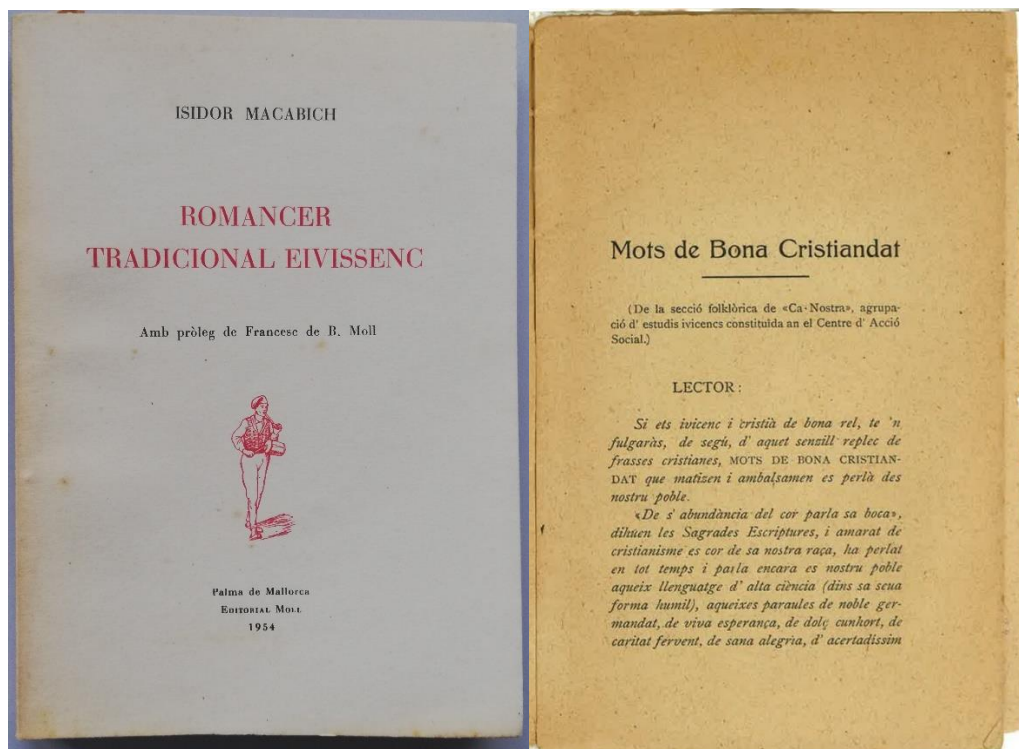 ISIDOR MACABICH
ROMANCER
TRADICIONAL EIVISSENC
Amb pròleg de Francesc de B. Moll
Palma de Mallorca
EDITORIAL MOLL
1954
Mots de Bona Cristiandat
(De la secció folklòrica de «Ca-Nostra», agrupa-
ció d' estudis ivicencs constituida an el Centre d' Acció
Social.)
LECTOR:
Si ets ivicenc i cristià de bona rel, te 'n
fulgaràs, de segú, d' aquet senzill replec de
frasses cristianes, MOTS DE BONA CRISTIAN-
DAT que matizen i ambalsamen es perlà des
nostru poble.
«De s' abundància del cor parla sa boca»,
dihuen les Sagrades Escriptures, i amarat de
cristianisme es cor de sa nostra raça, ha perlat
en tot temps i parla encara es nostru poble
aqueix llenguatge d' alta ciència (dins sa seua
forma humil), aqueixes paraules de noble ger-
mandat, de viva esperança, de dolç cunhort, de
caritat fervent, de sana alegria, d' acertadissim